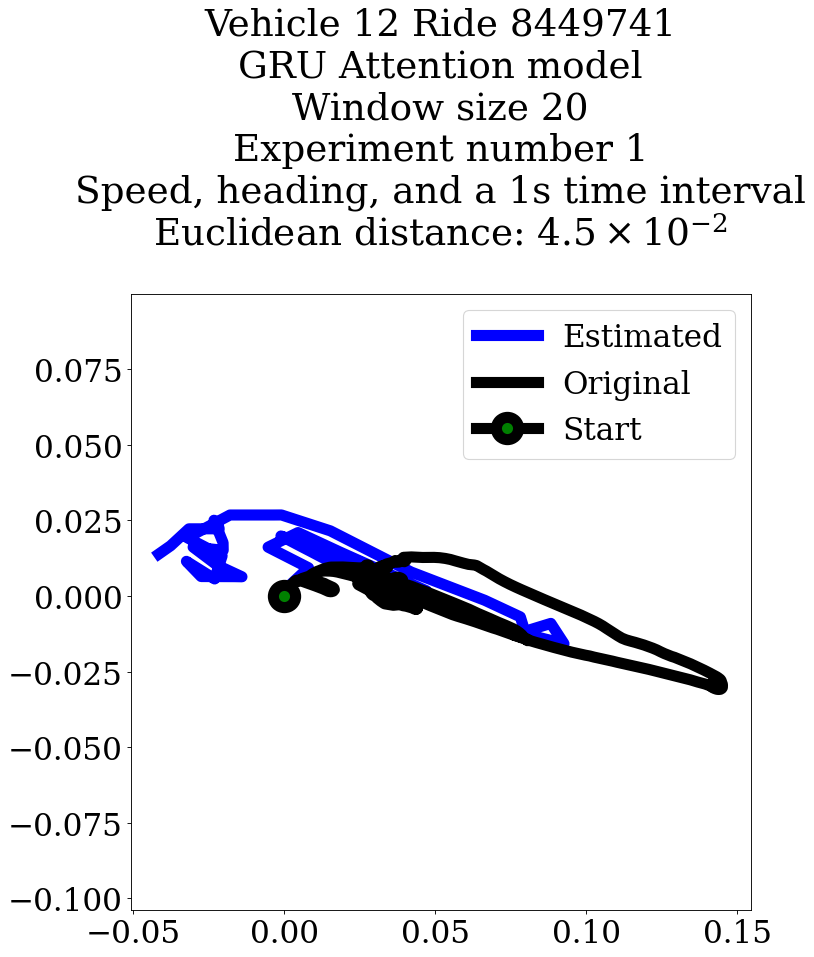 Vehicle 12 Ride 8449741
GRU Attention model
Window size 20
Experiment number 1
Speed, heading, and a 1s time interval
Euclidean distance: 4.5 × 10⁻²
Estimated
Original
Start
0.075
0.050
0.025
0.000
−0.025
−0.050
−0.075
−0.100
−0.05 0.00 0.05 0.10 0.15